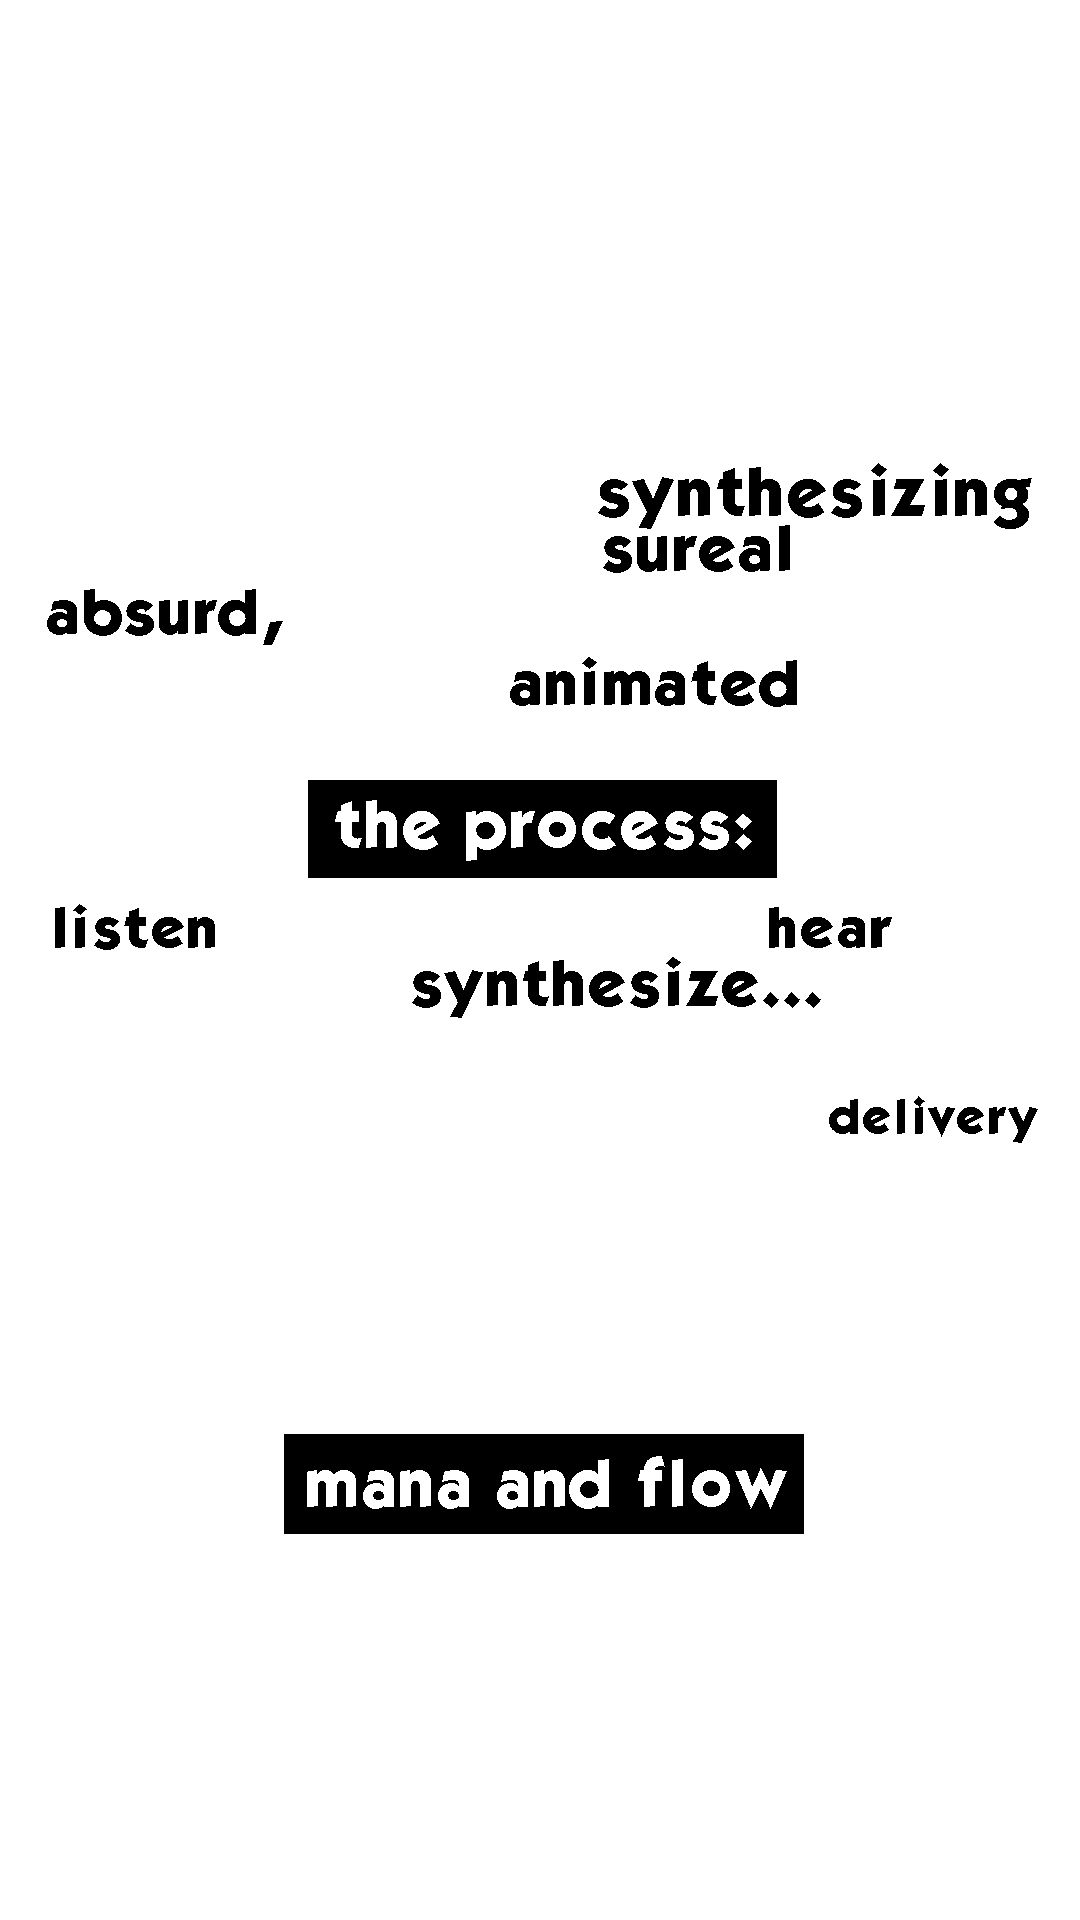 synthesizing
sureal
absurd,
animated
the process:
listen hear
synthesize...
delivery
mana and flow